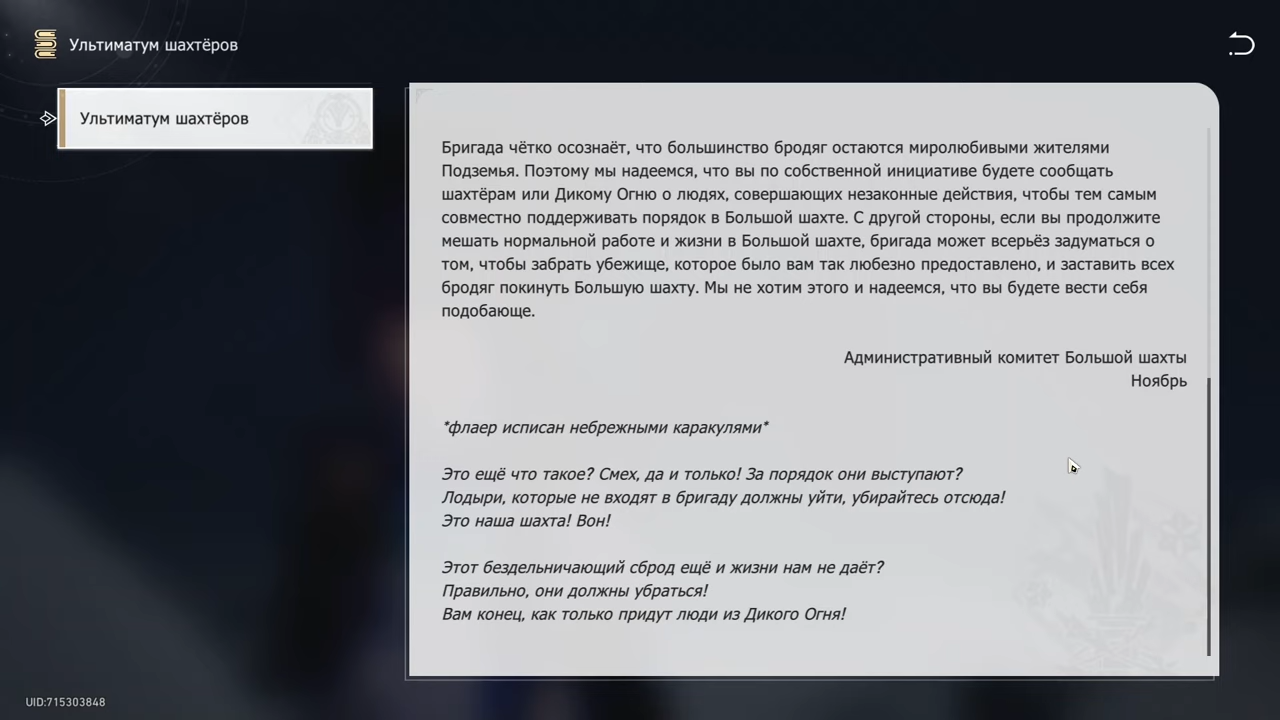 Ультиматум шахтёров
Ультиматум шахтёров
Бригада чётко осознаёт, что большинство бродяг остаются миролюбивыми жителями
Подземья. Поэтому мы надеемся, что вы по собственной инициативе будете сообщать
шахтёрам или Дикому Огню о людях, совершающих незаконные действия, чтобы тем самым
совместно поддерживать порядок в Большой шахте. С другой стороны, если вы продолжите
мешать нормальной работе и жизни в Большой шахте, бригада может всерьёз задуматься о
том, чтобы забрать убежище, которое было вам так любезно предоставлено, и заставить всех
бродяг покинуть Большую шахту. Мы не хотим этого и надеемся, что вы будете вести себя
подобающе.
Административный комитет Большой шахты
Ноябрь
*флаер исписан небрежными каракулями*
Это ещё что такое? Смех, да и только! За порядок они выступают?
Лодыри, которые не входят в бригаду должны уйти, убирайтесь отсюда!
Это наша шахта! Вон!
Этот бездельничающий сброд ещё и жизни нам не даёт?
Правильно, они должны убраться!
Вам конец, как только придут люди из Дикого Огня!
UID:715303848